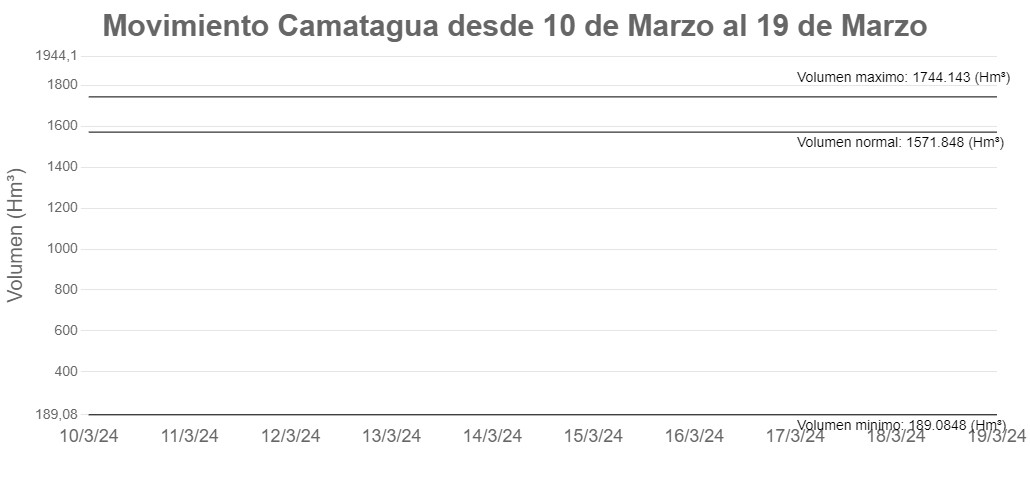 Movimiento Camatagua desde 10 de Marzo al 19 de Marzo
1944,1
Volumen maximo: 1744.143 (Hm³)
1800
1600
Volumen normal: 1571.848 (Hm³)
1400
1200
1000
800
600
400
189,08
Volumen (Hm³)
Volumen minimo: 189.0848 (Hm³)
10/3/24 11/3/24 12/3/24 13/3/24 14/3/24 15/3/24 16/3/24 17/3/24 18/3/24 19/3/24